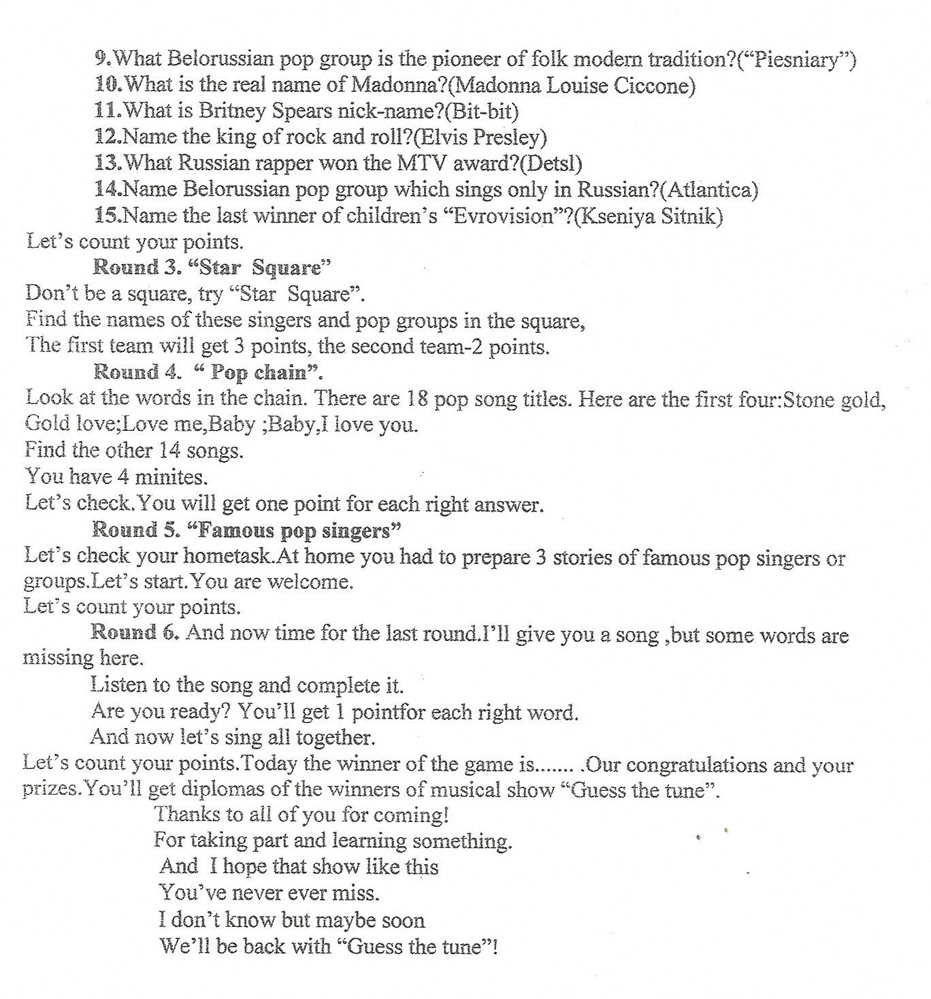 9.What Belorussian pop group is the pioneer of folk modern tradition?(“Piesniary”)
10.What is the real name of Madonna?(Madonna Louise Ciccone)
11.What is Britney Spears nick-name?(Bit-bit)
12.Name the king of rock and roll?(Elvis Presley)
13.What Russian rapper won the MTV award?(Detsl)
14.Name Belorussian pop group which sings only in Russian?(Atlantica)
15.Name the last winner of children’s “Evrovision”?(Kseniya Sitnik)
Let’s count your points.
Round 3. “Star Square”
Don’t be a square, try “Star Square”.
Find the names of these singers and pop groups in the square,
The first team will get 3 points, the second team-2 points.
Round 4. “ Pop chain”.
Look at the words in the chain. There are 18 pop song titles. Here are the first four:Stone gold,
Gold love;Love me,Baby ;Baby,I love you.
Find the other 14 songs.
You have 4 minites.
Let’s check.You will get one point for each right answer.
Round 5. “Famous pop singers”
Let’s check your hometask.At home you had to prepare 3 stories of famous pop singers or
groups.Let’s start.You are welcome.
Let’s count your points.
Round 6. And now time for the last round.I’ll give you a song ,but some words are
missing here.
Listen to the song and complete it.
Are you ready? You’ll get 1 pointfor each right word.
And now let’s sing all together.
Let’s count your points.Today the winner of the game is....... .Our congratulations and your
prizes.You’ll get diplomas of the winners of musical show “Guess the tune”.
Thanks to all of you for coming!
For taking part and learning something.
And I hope that show like this
You’ve never ever miss.
I don’t know but maybe soon
We’ll be back with “Guess the tune”!